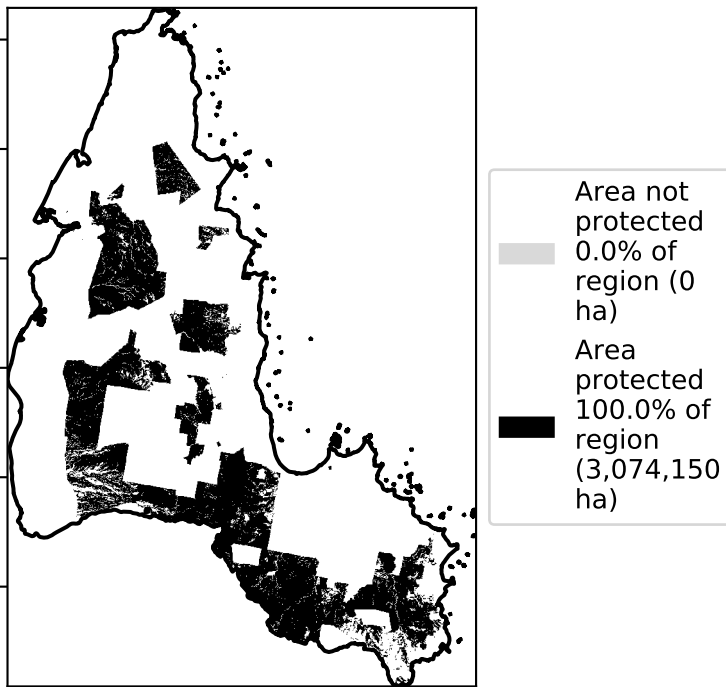 Area not
protected
0.0% of
region (0
ha)
Area
protected
100.0% of
region
(3,074,150
ha)